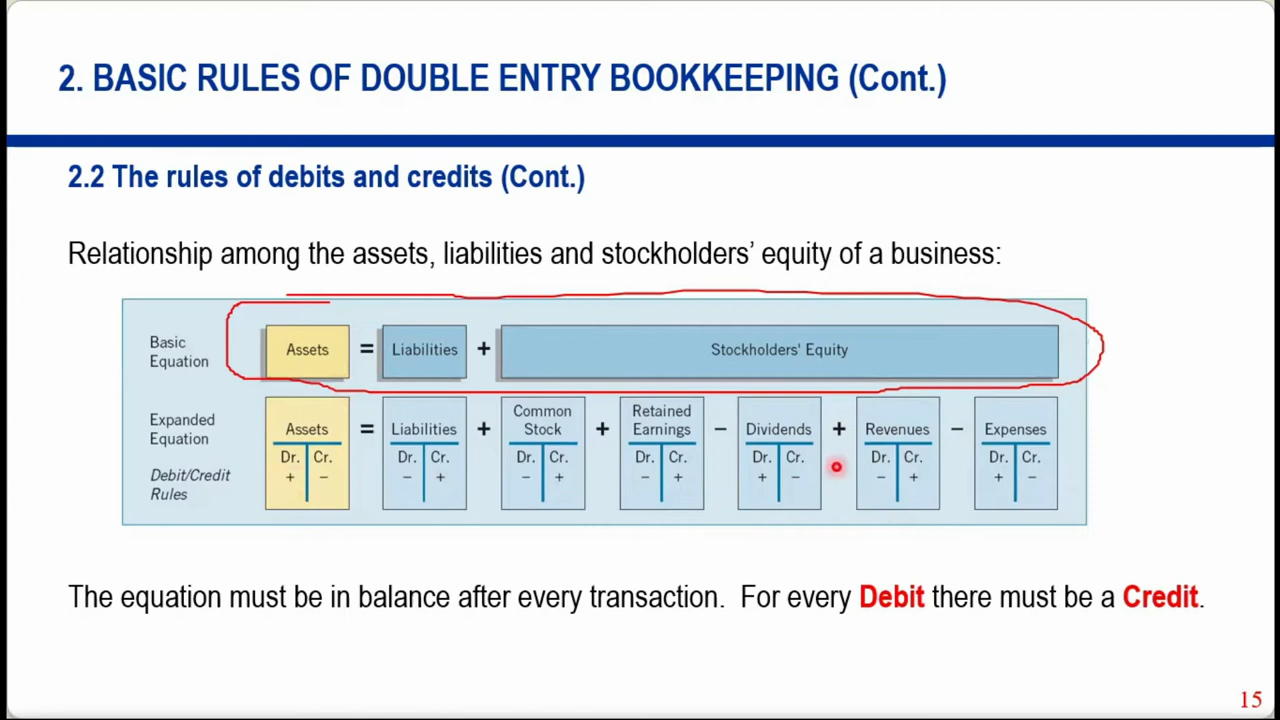 2. BASIC RULES OF DOUBLE ENTRY BOOKKEEPING (Cont.)
2.2 The rules of debits and credits (Cont.)
Relationship among the assets, liabilities and stockholders’ equity of a business:
Basic Equation
Assets = Liabilities + Stockholders' Equity
Expanded Equation
Assets = Liabilities + Common Stock + Retained Earnings − Dividends + Revenues − Expenses
Debit/Credit Rules
Dr. Cr. Dr. Cr. Dr. Cr. Dr. Cr. Dr. Cr. Dr. Cr. Dr. Cr.
+ − − + − + − + + − − + + −
The equation must be in balance after every transaction. For every Debit there must be a Credit.
15